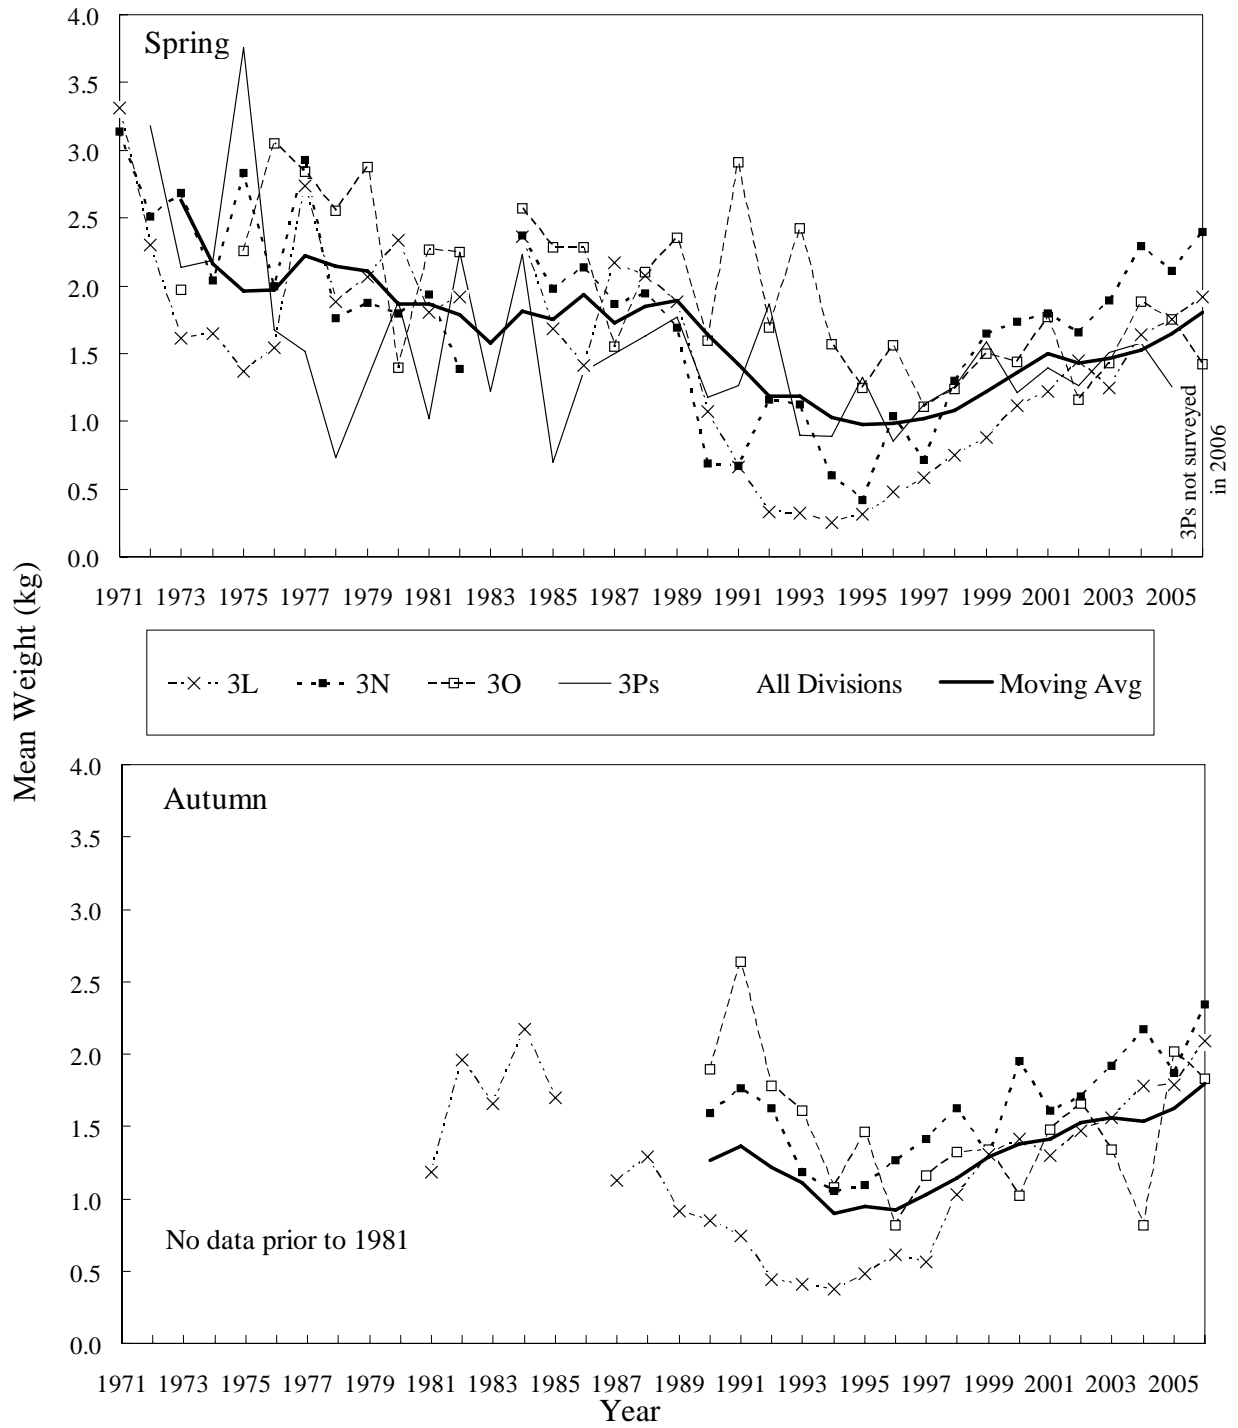 4.0
Spring
3.5
3.0
2.5
2.0
1.5
1.0
0.5
0.0
3Ps not surveyed
in 2006
1971 1973 1975 1977 1979 1981 1983 1985 1987 1989 1991 1993 1995 1997 1999 2001 2003 2005
Mean Weight (kg)
3L 3N 3O 3Ps All Divisions Moving Avg
4.0
Autumn
3.5
3.0
2.5
2.0
1.5
1.0
No data prior to 1981
0.5
0.0
1971 1973 1975 1977 1979 1981 1983 1985 1987 1989 1991 1993 1995 1997 1999 2001 2003 2005
Year